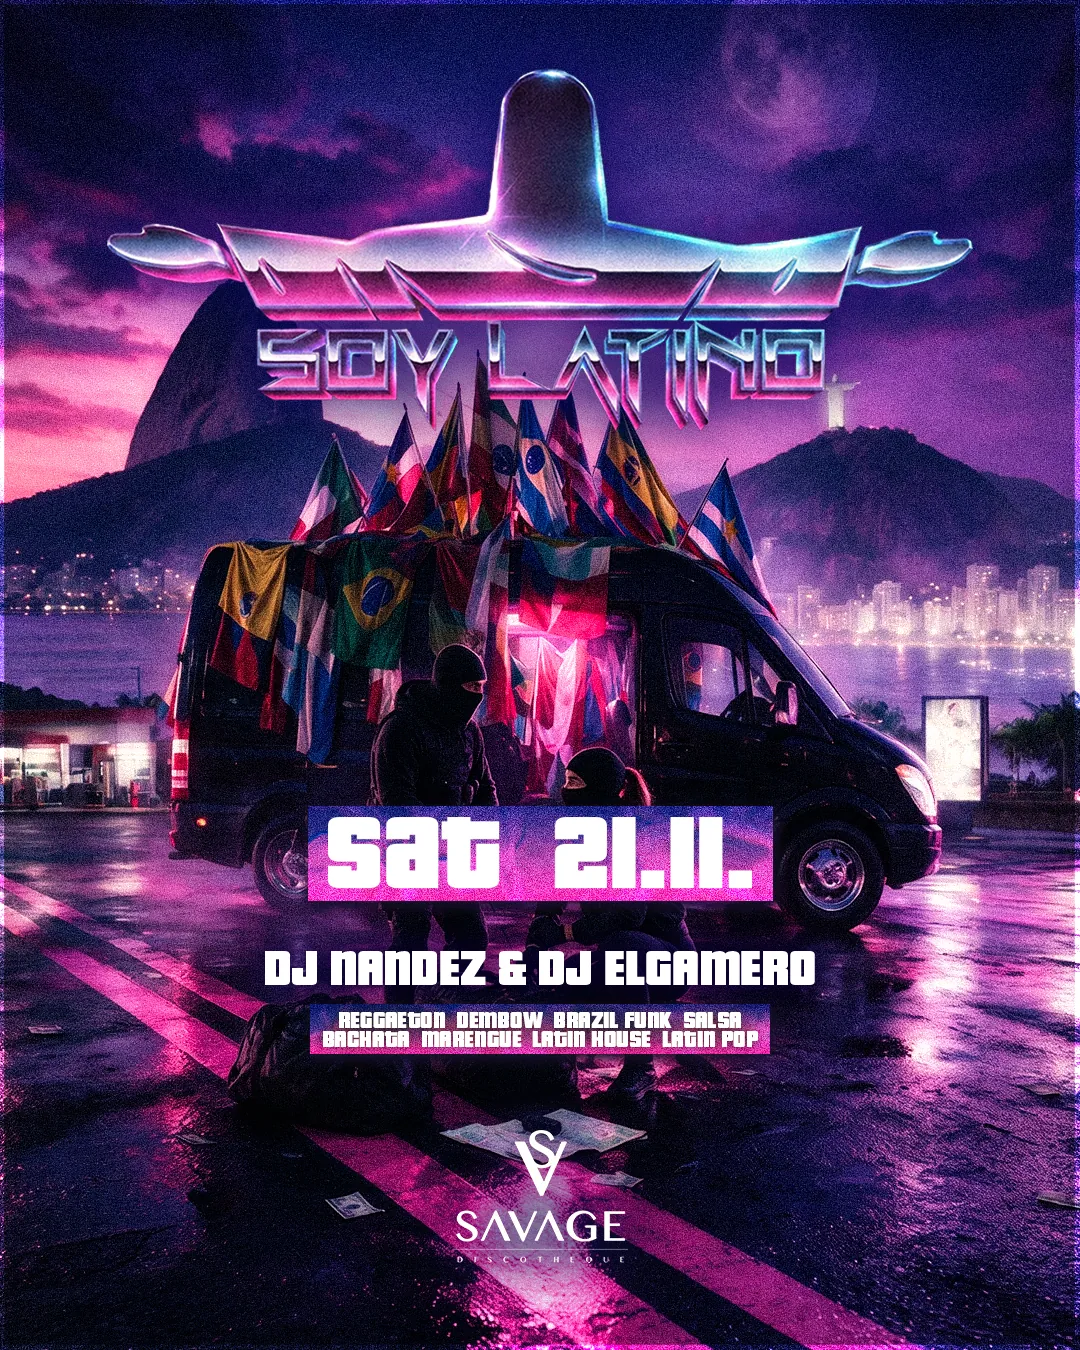 SOY LATINO
Sat 21.11.
DJ NANDEZ & DJ ELGAMERO
REGGAETON DEMBOW BRAZIL FUNK SALSA
BACHATA MARENGUE LATIN HOUSE LATIN POP
SV
SAVAGE
DISCOTHEQUE